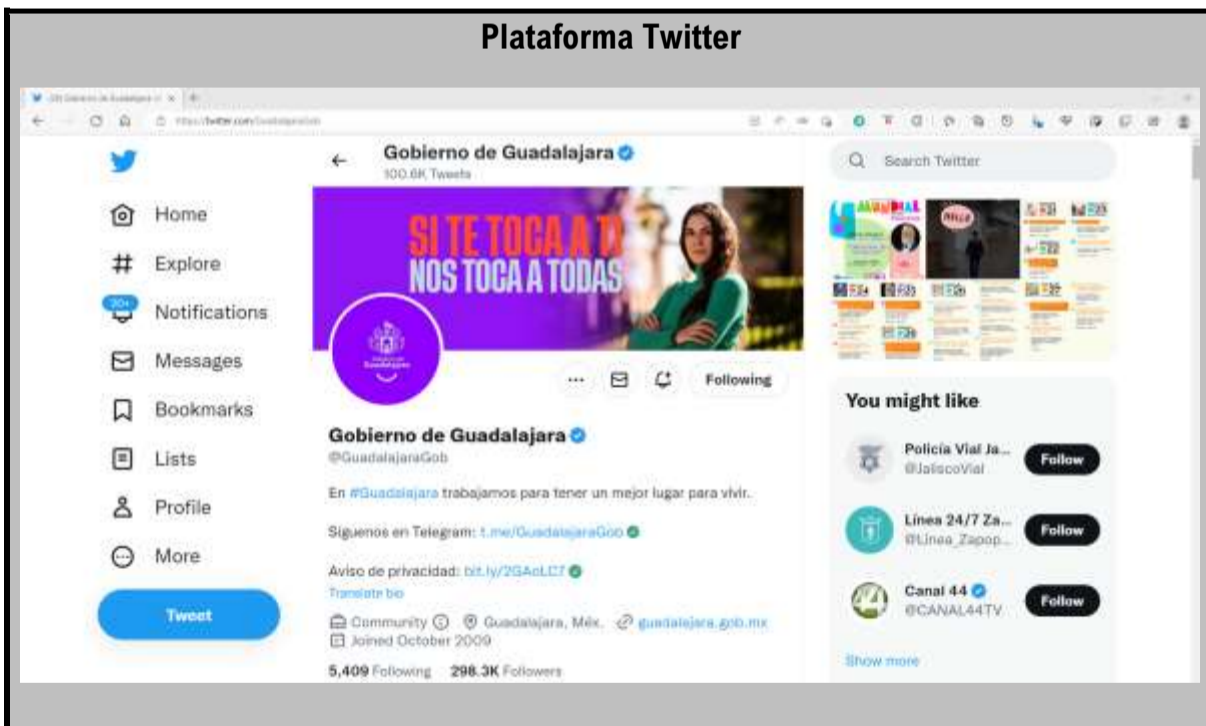 Plataforma Twitter
Gobierno de Guadalajara
100.6K Tweets
Search Twitter
Home
Explore
20+
Notifications
Messages
Bookmarks
Lists
Profile
More
Tweet
SI TE TOCA A TI
NOS TOCA A TODAS
Guadalajara
Following
Gobierno de Guadalajara
@GuadalajaraGob
En #Guadalajara trabajamos para tener un mejor lugar para vivir.
Síguenos en Telegram: t.me/GuadalajaraGob
Aviso de privacidad: bit.ly/2GAoLC7
Translate bio
Community Guadalajara, Méx. guadalajara.gob.mx
Joined October 2009
5,409 Following 298.3K Followers
MUNDIAL
You might like
Policía Vial Ja...
@JaliscoVial
Follow
Línea 24/7 Za...
@Linea_Zapop...
Follow
Canal 44
@CANAL44TV
Follow
Show more